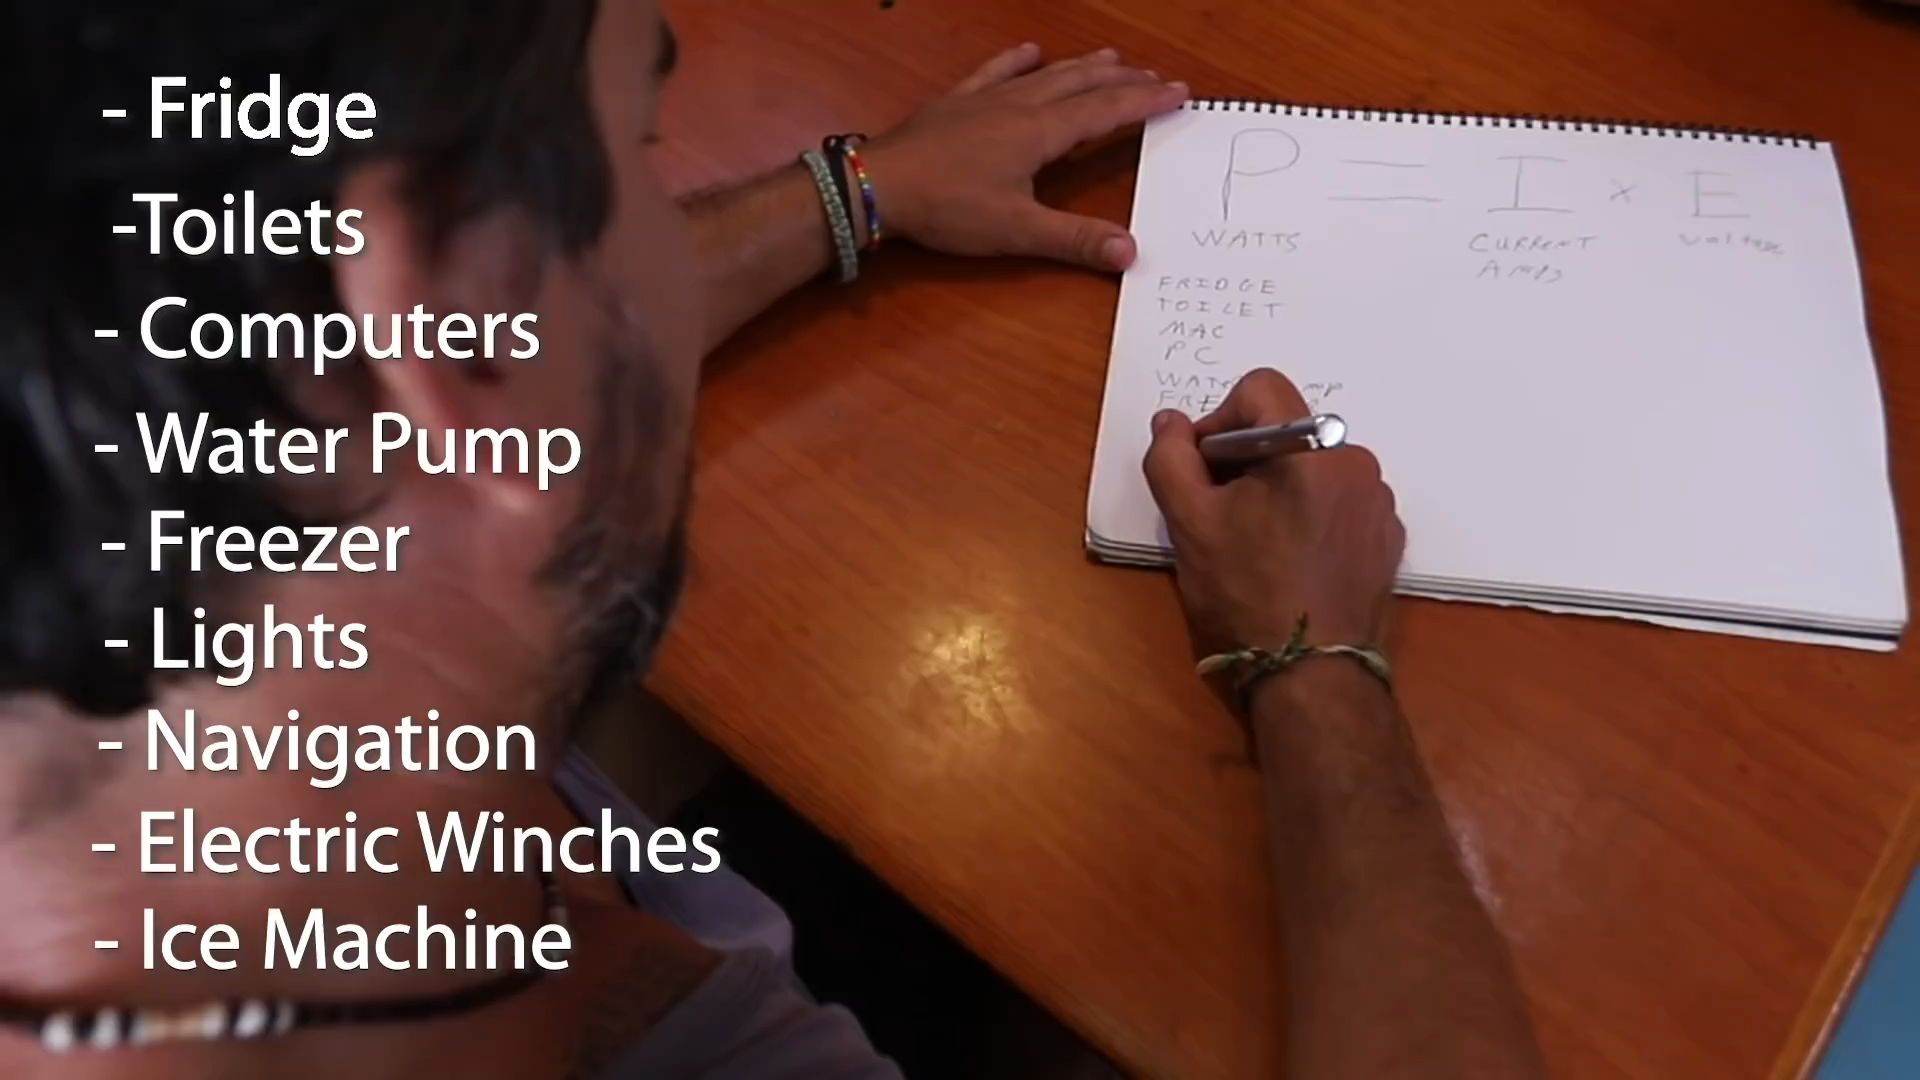 - Fridge
-Toilets
- Computers
- Water Pump
- Freezer
- Lights
- Navigation
- Electric Winches
- Ice Machine
P = I x E
WATTS CURRENT Voltage
AMPS
FRIDGE
TOILET
MAC
PC